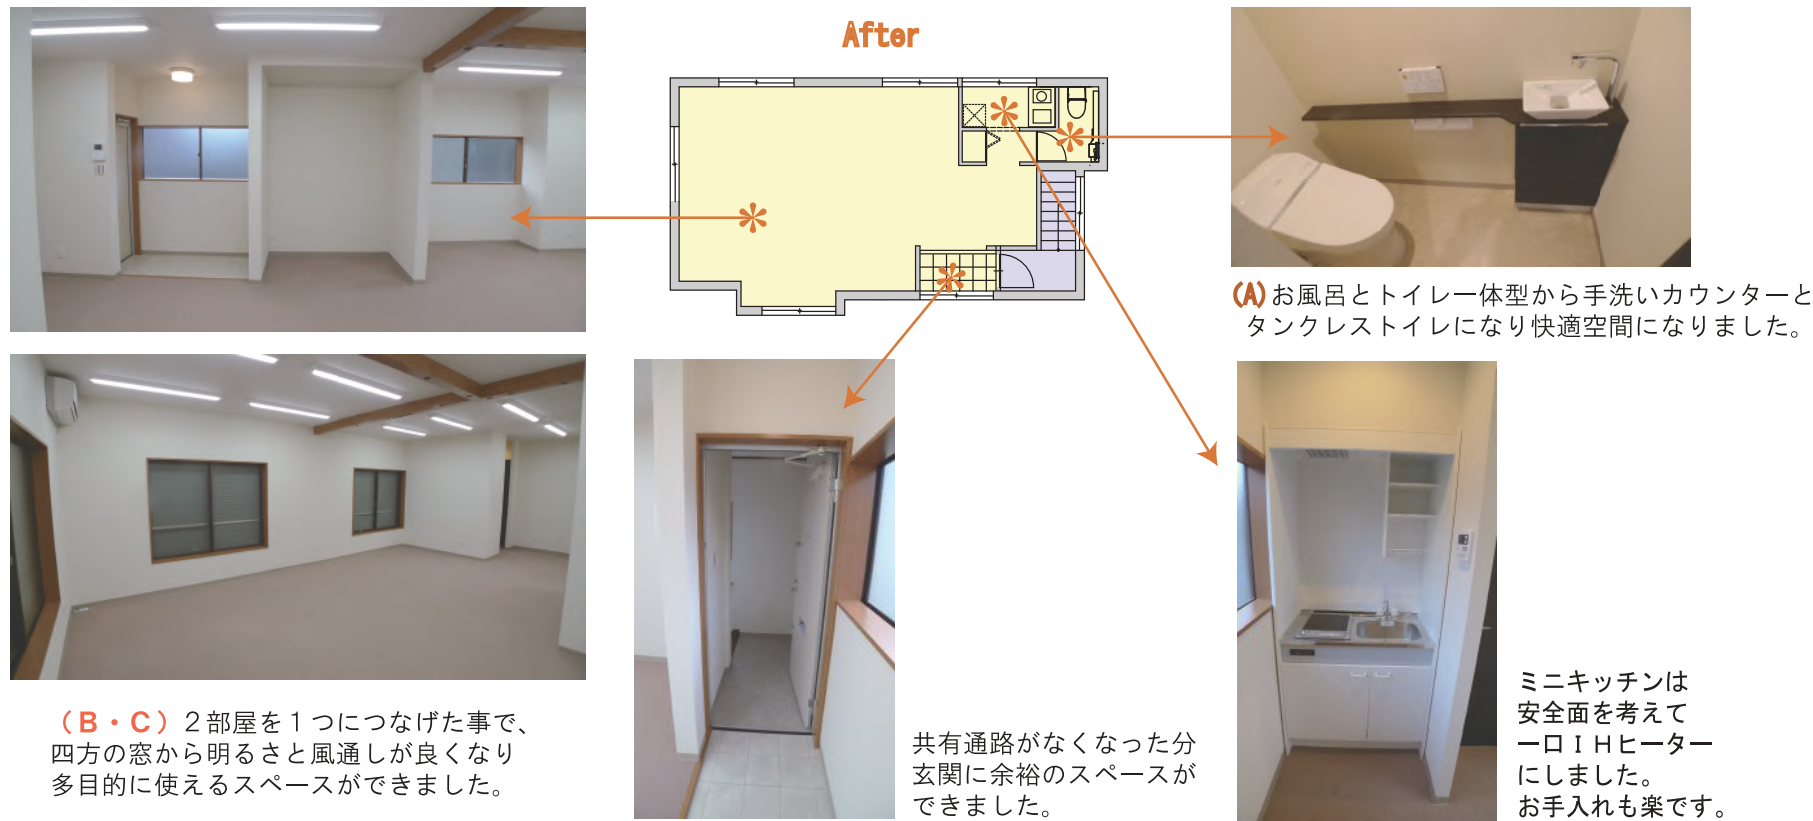 After
(A)お風呂とトイレ一体型から手洗いカウンターと
タンクレストイレになり快適空間になりました。
(B・C)２部屋を１つにつなげた事で、
四方の窓から明るさと風通しが良くなり
多目的に使えるスペースができました。
共有通路がなくなった分
玄関に余裕のスペースが
できました。
ミニキッチンは
安全面を考えて
一口ＩＨヒーター
にしました。
お手入れも楽です。